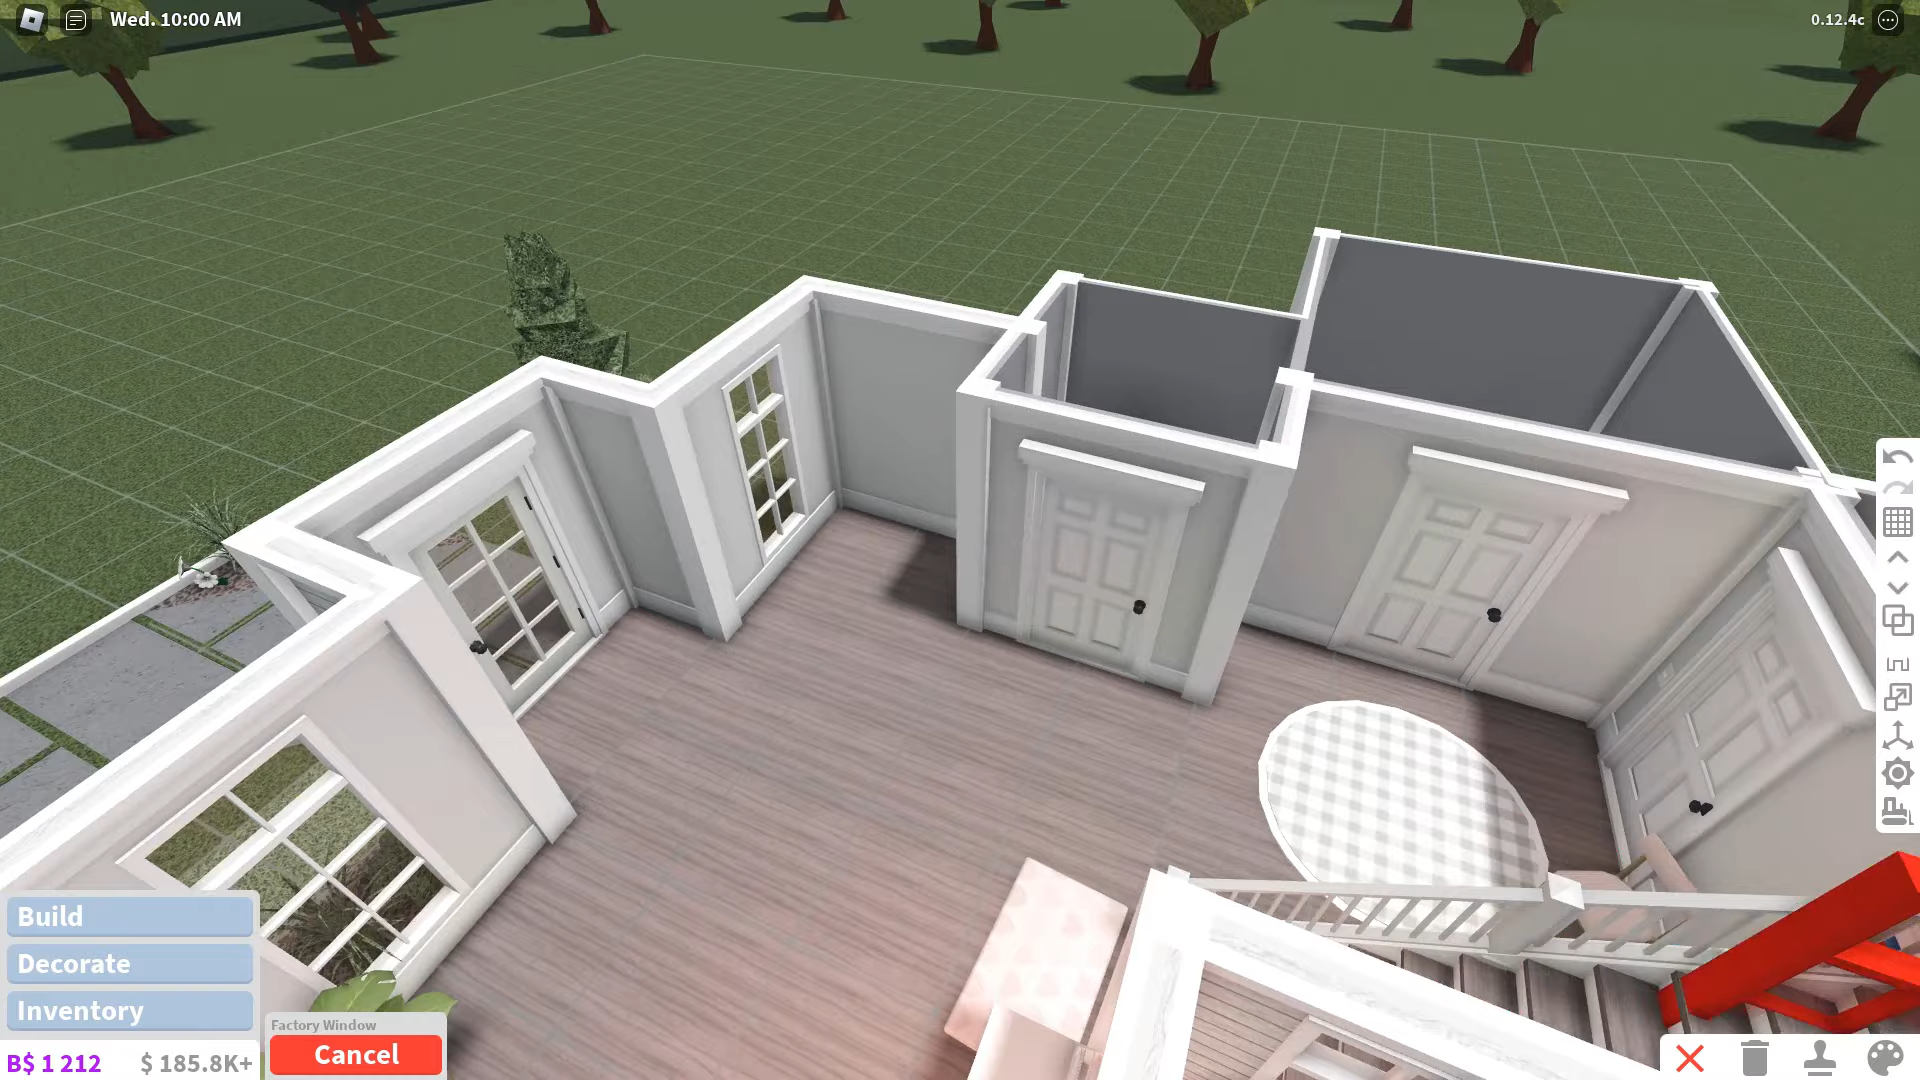 Wed. 10:00 AM
0.12.4c
Build
Decorate
Inventory
Factory Window
Cancel
B$ 1 212
$ 185.8K+